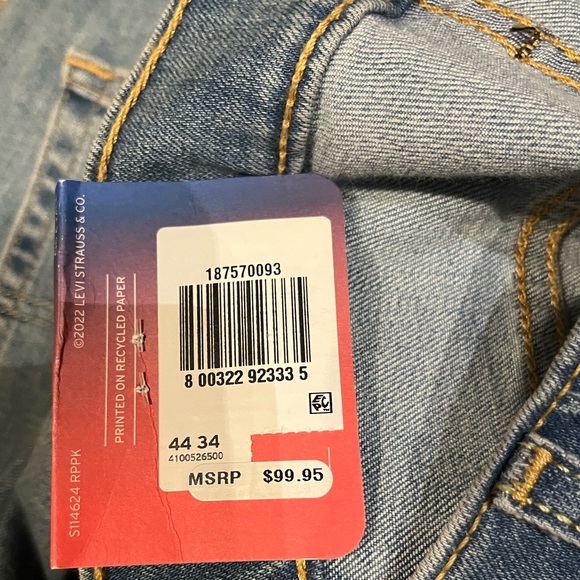 ©2022 LEVI STRAUSS & CO.
PRINTED ON RECYCLED PAPER
S114624 RPPK
187570093
8 00322 92333 5
44 34
4100526500
MSRP $99.95